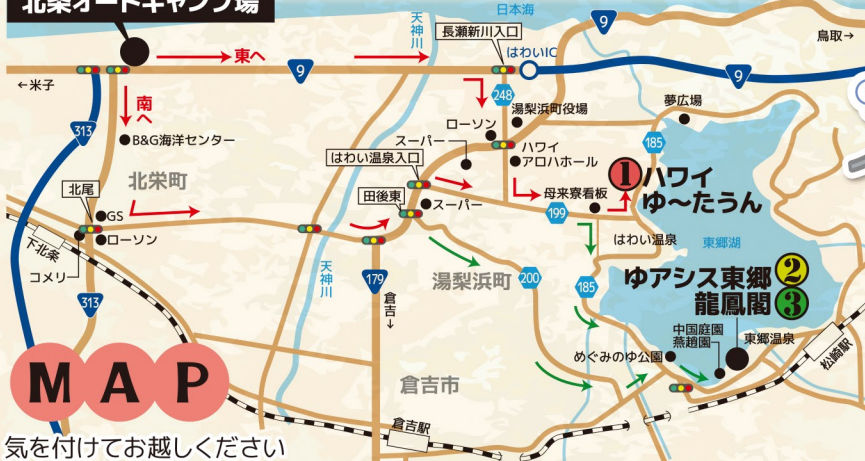 北条オートキャンプ場
日本海
天神川
長瀬新川入口
はわいIC
9
鳥取→
東へ
9
9
←米子
南へ
313
B&G海洋センター
248
湯梨浜町役場
ローソン
スーパー
夢広場
185
ハワイ
アロハホール
はわい温泉入口
北栄町
1 ハワイ
ゆ〜たうん
母来寮看板
199
北尾
GS
ローソン
田後東
スーパー
はわい温泉
東郷湖
下北条
コメリ
天神川
湯梨浜町
200
185
ゆアシス東郷 2
龍鳳閣 3
179
倉吉↓
313
中国庭園
燕趙園
東郷温泉
めぐみのゆ公園
松崎駅
MAP
倉吉市
倉吉駅
気を付けてお越しください